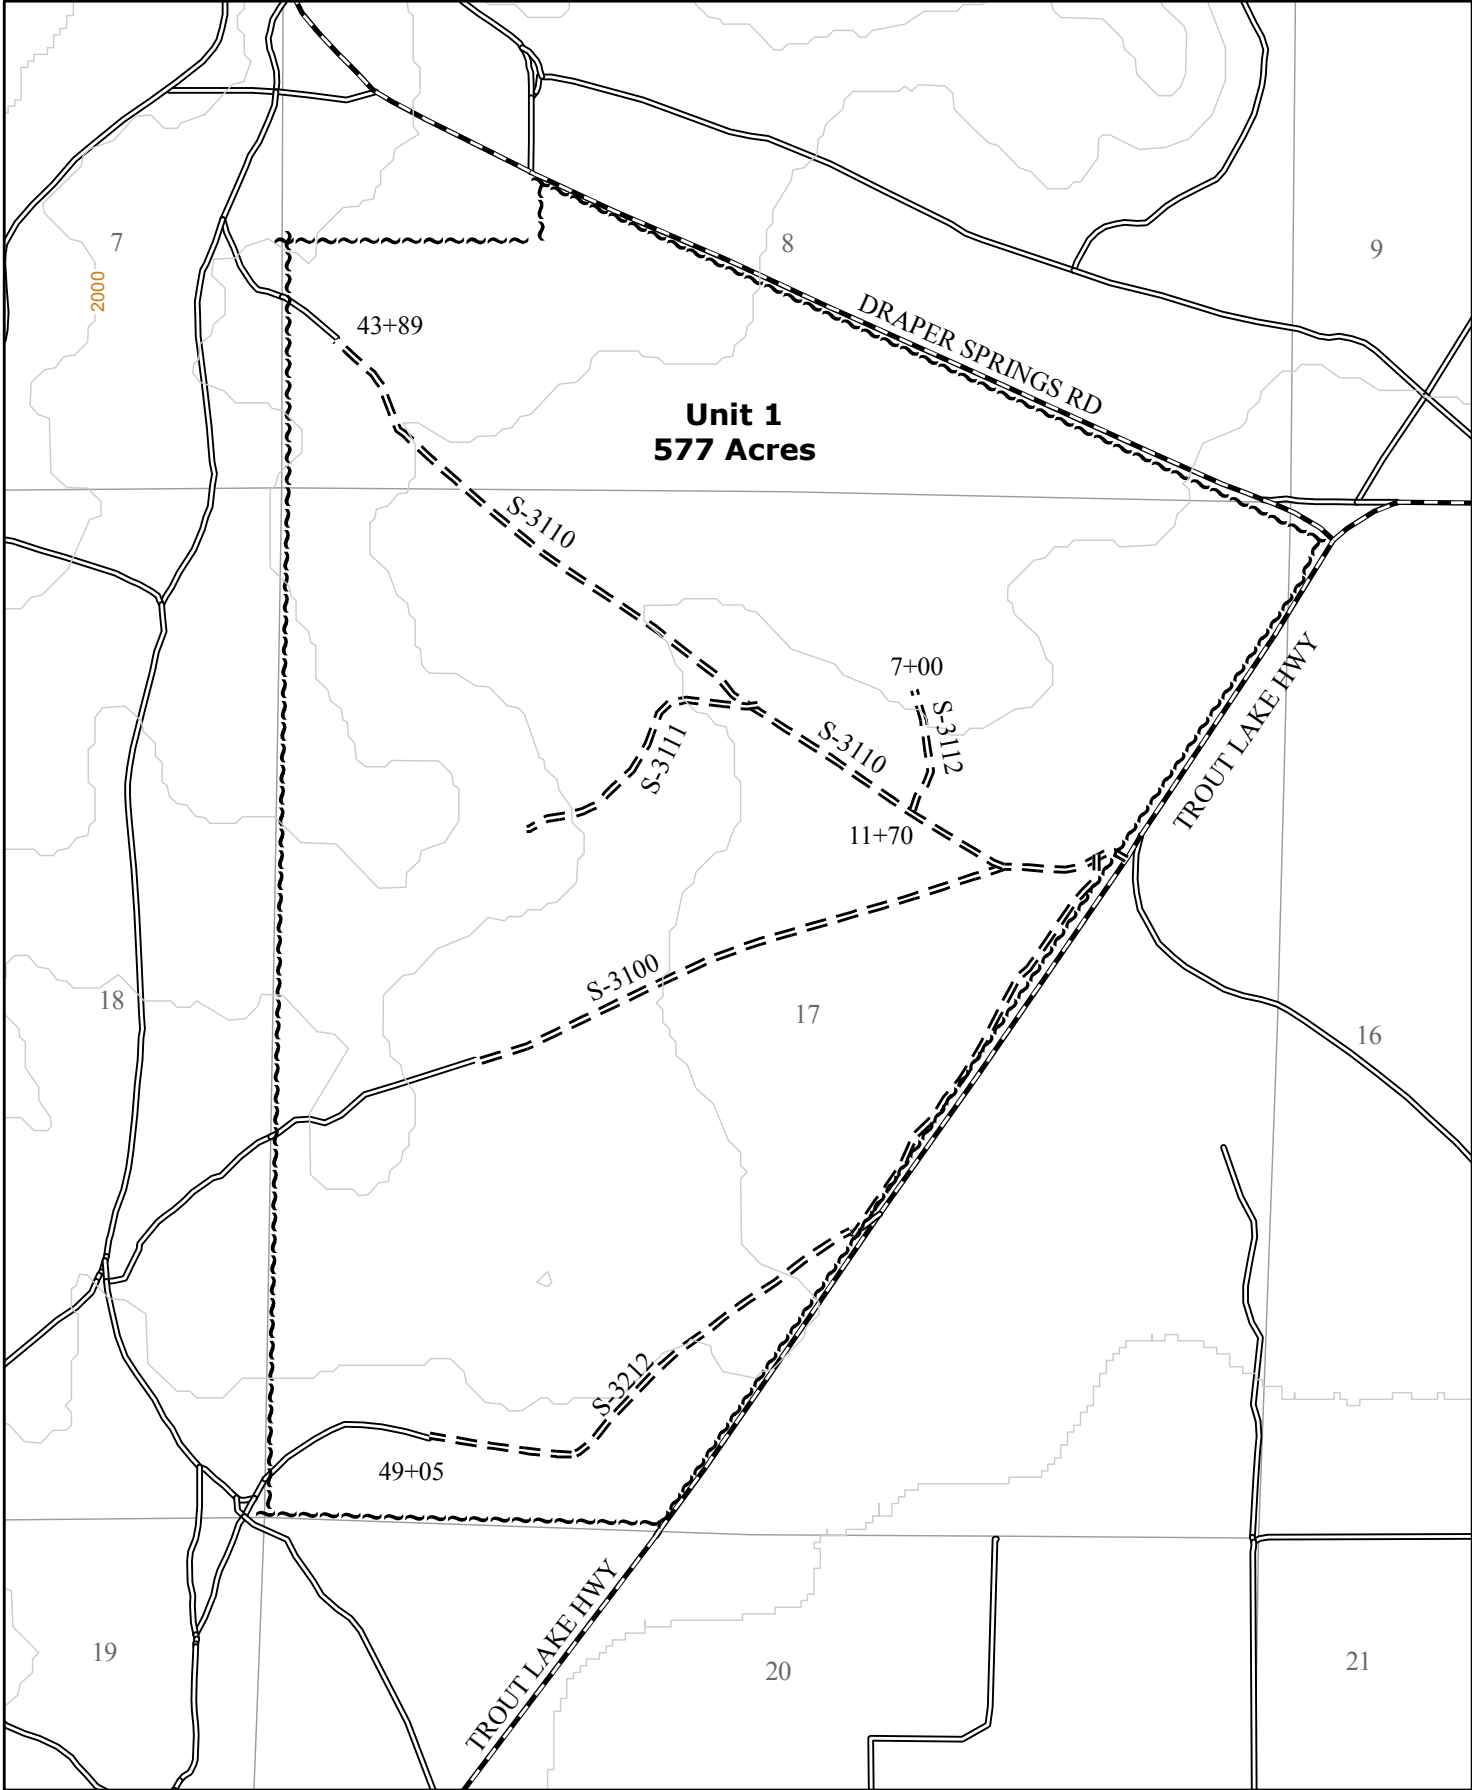 7
8
9
2000
43+89
DRAPER SPRINGS RD
Unit 1
577 Acres
S-3110
7+00
S-3112
TROUT LAKE HWY
S-3111
S-3110
11+70
S-3100
18
17
16
S-3212
49+05
TROUT LAKE HWY
19
20
21